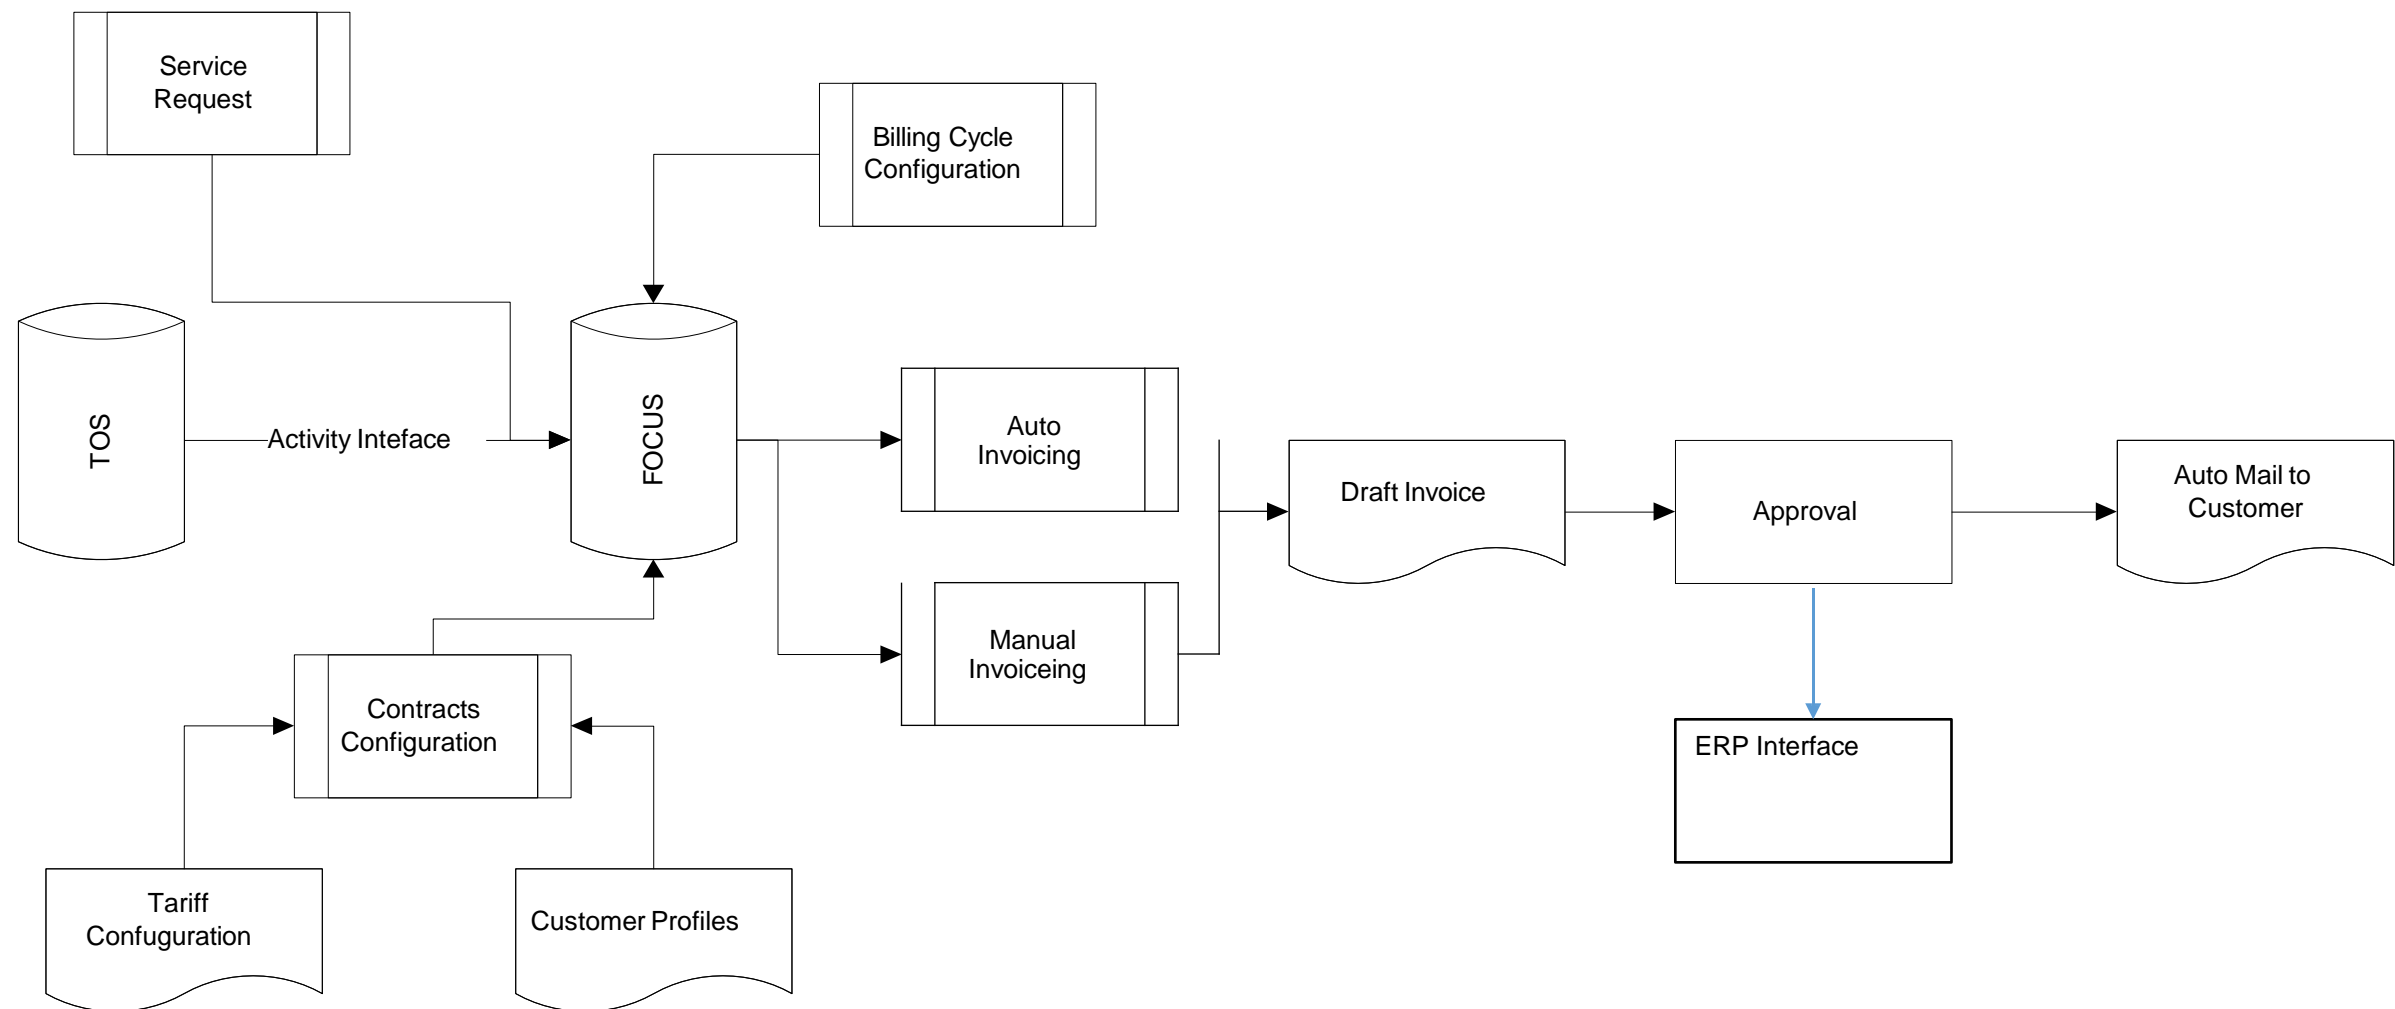 Service
Request
Billing Cycle
Configuration
TOS
Activity Inteface
FOCUS
Auto
Invoicing
Draft Invoice
Approval
Auto Mail to
Customer
Manual
Invoiceing
Contracts
Configuration
ERP Interface
Tariff
Confuguration
Customer Profiles